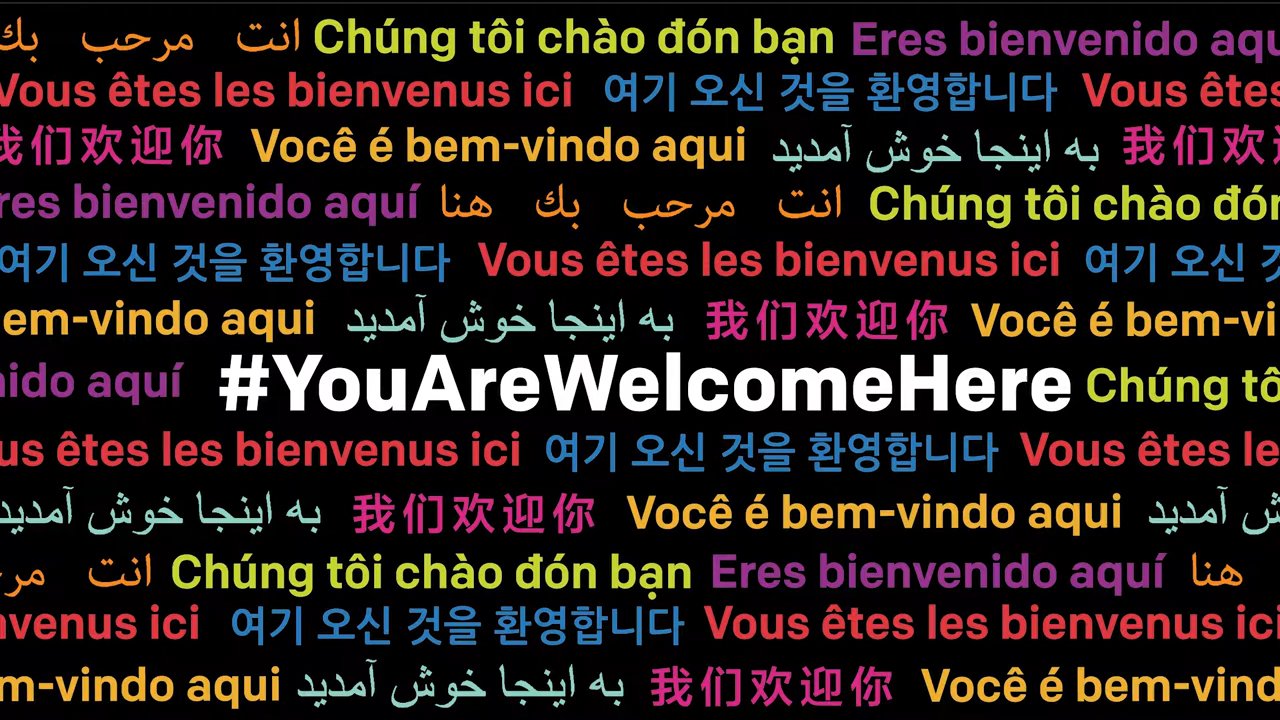 انت مرحب بك Chúng tôi chào đón bạn Eres bienvenido aqu
Vous êtes les bienvenus ici 여기 오신 것을 환영합니다 Vous êtes
我们欢迎你 Você é bem-vindo aqui به اینجا خوش آمدید 我们欢
res bienvenido aquí انت مرحب بك هنا Chúng tôi chào đón
여기 오신 것을 환영합니다 Vous êtes les bienvenus ici 여기 오신
em-vindo aqui به اینجا خوش آمدید 我们欢迎你 Você é bem-vi
nido aquí #YouAreWelcomeHere Chúng tô
us êtes les bienvenus ici 여기 오신 것을 환영합니다 Vous êtes le
به اینجا خوش آمدید 我们欢迎你 Você é bem-vindo aqui ش آمدید
انت مرح Chúng tôi chào đón bạn Eres bienvenido aquí هنا
nvenus ici 여기 오신 것을 환영합니다 Vous êtes les bienvenus ici
m-vindo aqui به اینجا خوش آمدید 我们欢迎你 Você é bem-vind